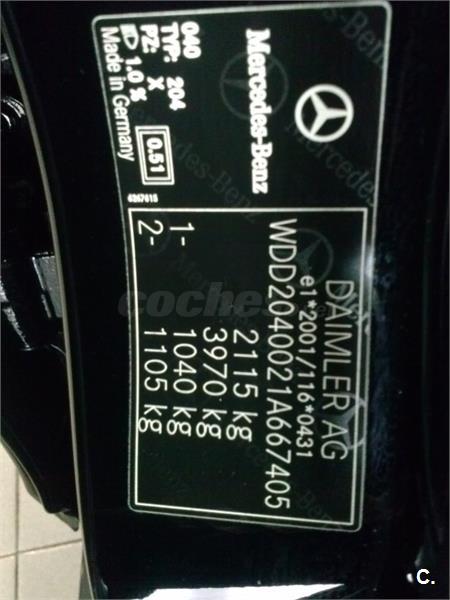 Mercedes-Benz
040
TYP: 204
PZ: X
1.0 %
Made in Germany
0.51
DAIMLER AG
e1*2001/116*0431
WDD2040021A667405
2115 kg
3970 kg
1- 1040 kg
2- 1105 kg
coches
C.